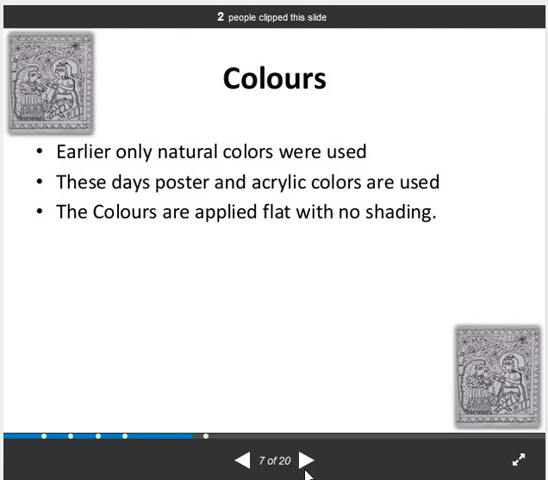 2 people clipped this slide
Colours
• Earlier only natural colors were used
• These days poster and acrylic colors are used
• The Colours are applied flat with no shading.
7 of 20